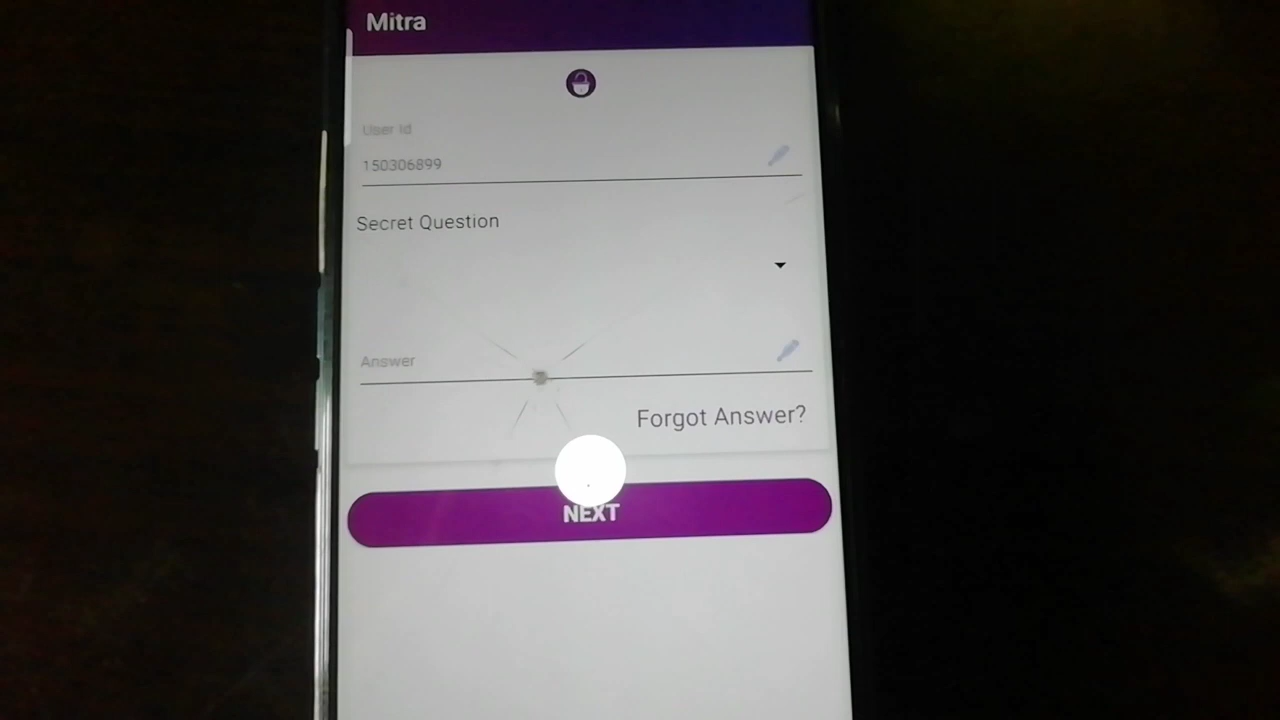 Mitra
User Id
150306899
Secret Question
Answer
Forgot Answer?
NEXT